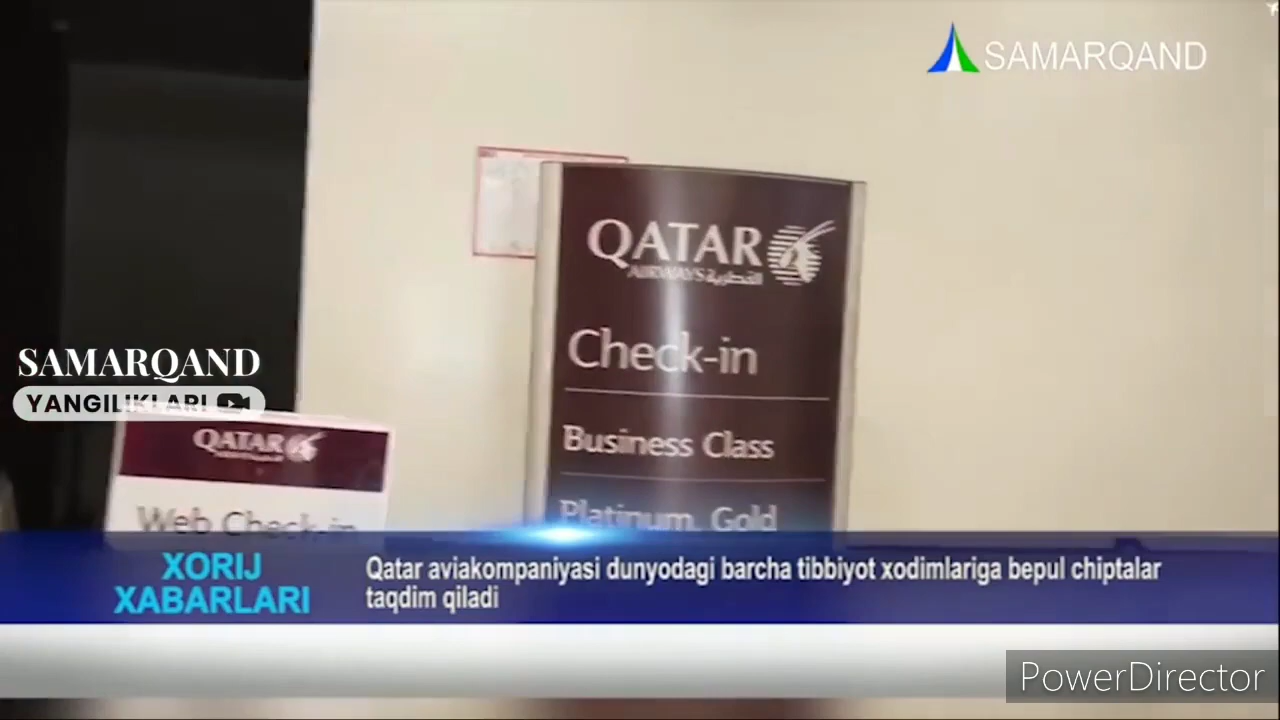 SAMARQAND
QATAR
AIRWAYS القطرية
Check-in
Business Class
Platinum, Gold
SAMARQAND
YANGILIKLARI
QATAR
Web Check-in
XORIJ
XABARLARI
Qatar aviakompaniyasi dunyodagi barcha tibbiyot xodimlariga bepul chiptalar
taqdim qiladi
PowerDirector